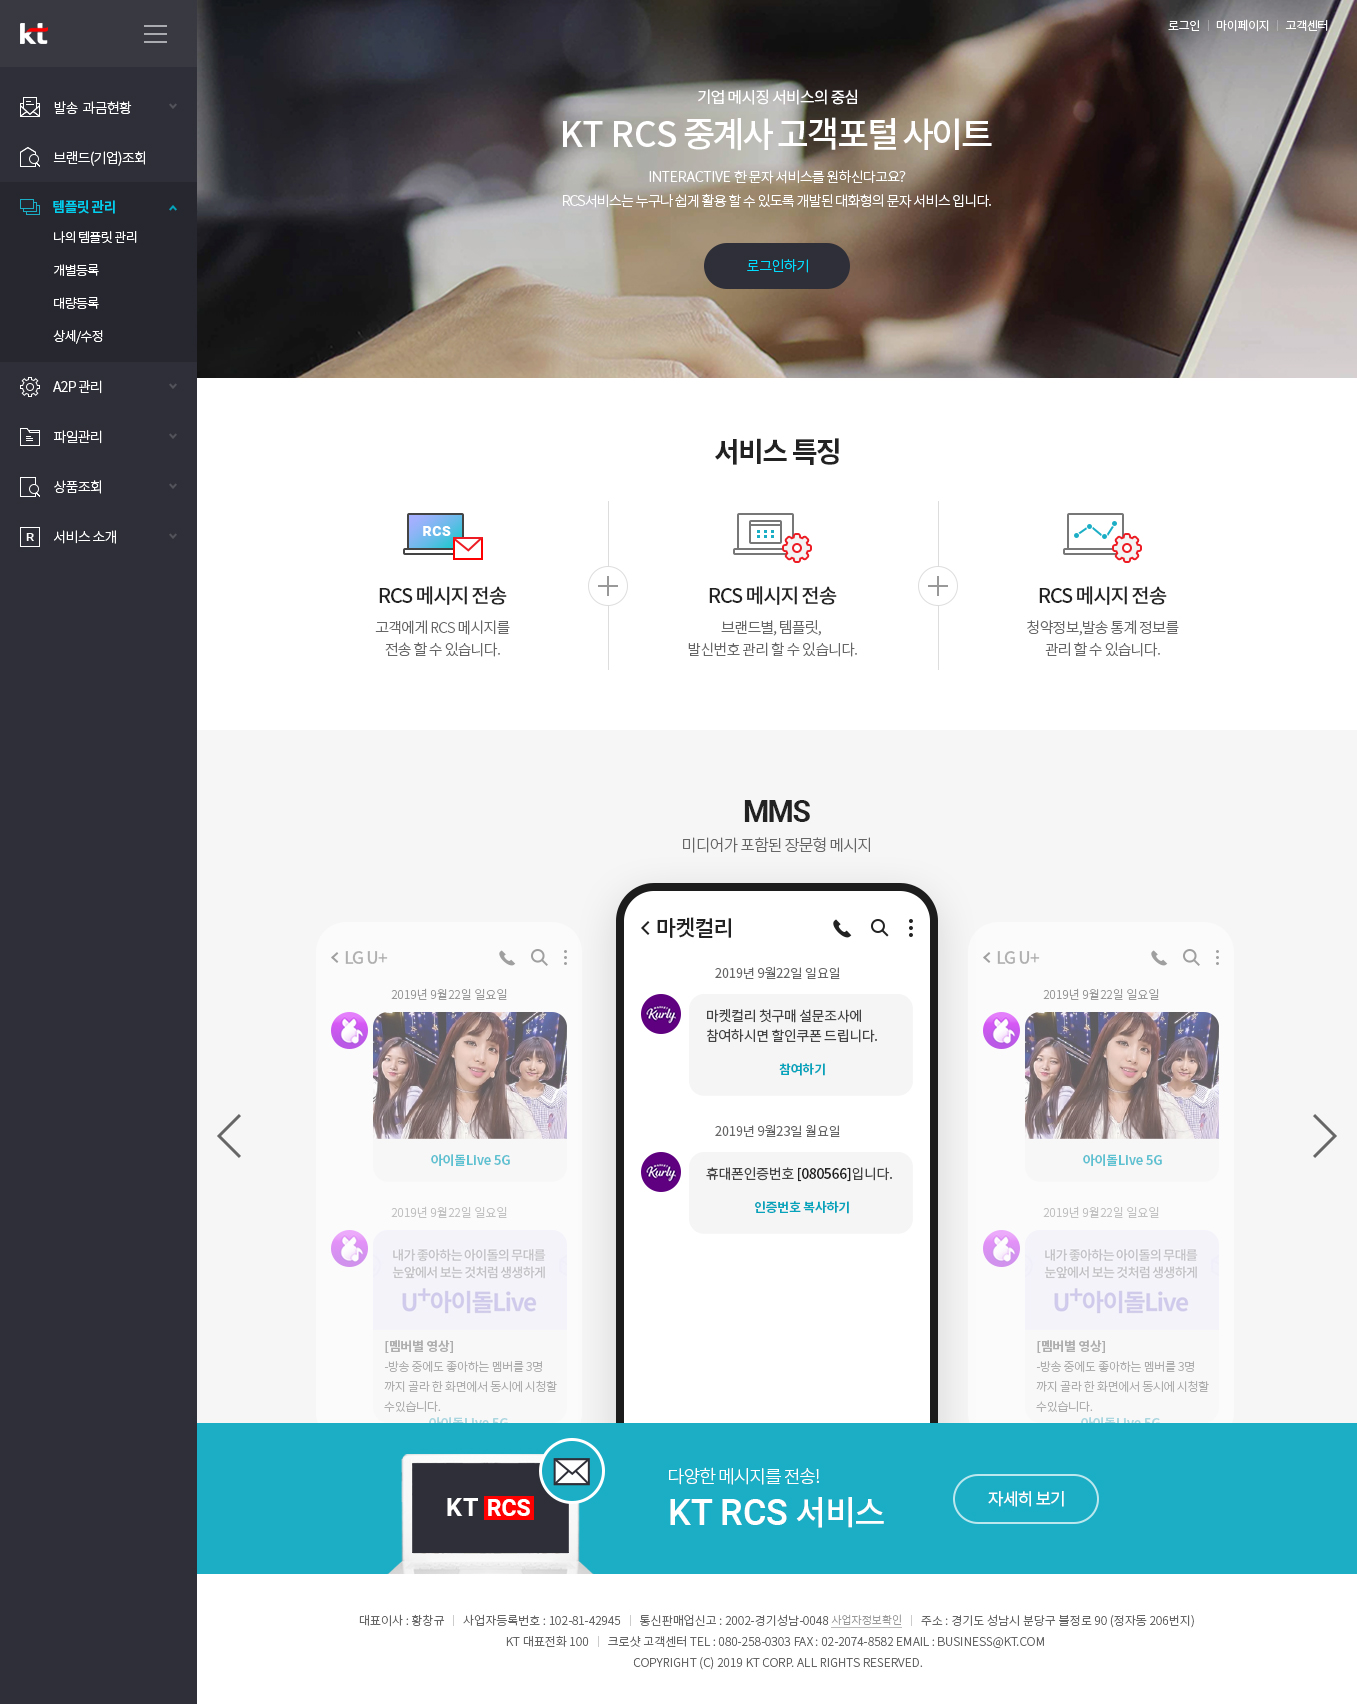 kt
로그인 마이페이지 고객센터
발송 과금현황
브랜드(기업)조회
템플릿 관리
나의 템플릿 관리
개별등록
대량등록
상세/수정
A2P 관리
파일관리
상품조회
R 서비스 소개
기업 메시징 서비스의 중심
KT RCS 중계사 고객포털 사이트
INTERACTIVE 한 문자 서비스를 원하신다고요?
RCS서비스는 누구나 쉽게 활용 할 수 있도록 개발된 대화형의 문자 서비스 입니다.
로그인하기
서비스 특징
RCS
RCS 메시지 전송
고객에게 RCS 메시지를
전송 할 수 있습니다.
RCS 메시지 전송
브랜드별, 템플릿,
발신번호 관리 할 수 있습니다.
RCS 메시지 전송
청약정보,발송 통계 정보를
관리 할 수 있습니다.
MMS
미디어가 포함된 장문형 메시지
LG U+
2019년 9월22일 일요일
아이돌Live 5G
2019년 9월22일 일요일
내가 좋아하는 아이돌의 무대를
눈앞에서 보는 것처럼 생생하게
U+아이돌Live
[멤버별 영상]
-방송 중에도 좋아하는 멤버를 3명
까지 골라 한 화면에서 동시에 시청할
수있습니다.
아이돌Live 5G
마켓컬리
2019년 9월22일 일요일
Kurly
마켓컬리 첫구매 설문조사에
참여하시면 할인쿠폰 드립니다.
참여하기
2019년 9월23일 월요일
Kurly
휴대폰인증번호 [080566]입니다.
인증번호 복사하기
LG U+
2019년 9월22일 일요일
아이돌Live 5G
2019년 9월22일 일요일
내가 좋아하는 아이돌의 무대를
눈앞에서 보는 것처럼 생생하게
U+아이돌Live
[멤버별 영상]
-방송 중에도 좋아하는 멤버를 3명
까지 골라 한 화면에서 동시에 시청할
수있습니다.
아이돌Live 5G
KT RCS
다양한 메시지를 전송!
KT RCS 서비스
자세히 보기
대표이사 : 황창규 사업자등록번호 : 102-81-42945 통신판매업신고 : 2002-경기성남-0048 사업자정보확인 주소 : 경기도 성남시 분당구 불정로 90 (정자동 206번지)
KT 대표전화 100 크로샷 고객센터 TEL : 080-258-0303 FAX : 02-2074-8582 EMAIL : BUSINESS@KT.COM
COPYRIGHT (C) 2019 KT CORP. ALL RIGHTS RESERVED.